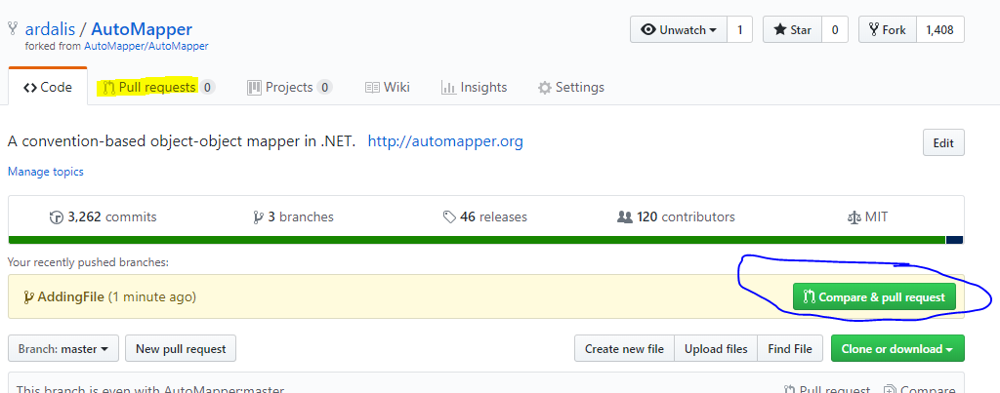 ardalis / AutoMapper
forked from AutoMapper/AutoMapper
Unwatch 1 Star 0 Fork 1,408
Code Pull requests 0 Projects 0 Wiki Insights Settings
A convention-based object-object mapper in .NET. http://automapper.org Edit
Manage topics
3,262 commits 3 branches 46 releases 120 contributors MIT
Your recently pushed branches:
AddingFile (1 minute ago) Compare & pull request
Branch: master New pull request Create new file Upload files Find File Clone or download
This branch is even with AutoMapper:master. Pull request Compare